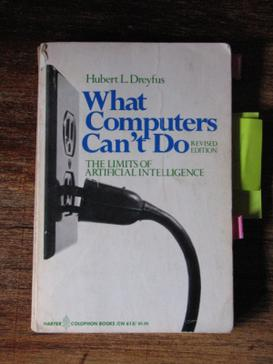 Hubert L. Dreyfus
What
Computers
Can't Do
REVISED
EDITION
THE LIMITS OF
ARTIFICIAL INTELLIGENCE
HARPER COLOPHON BOOKS